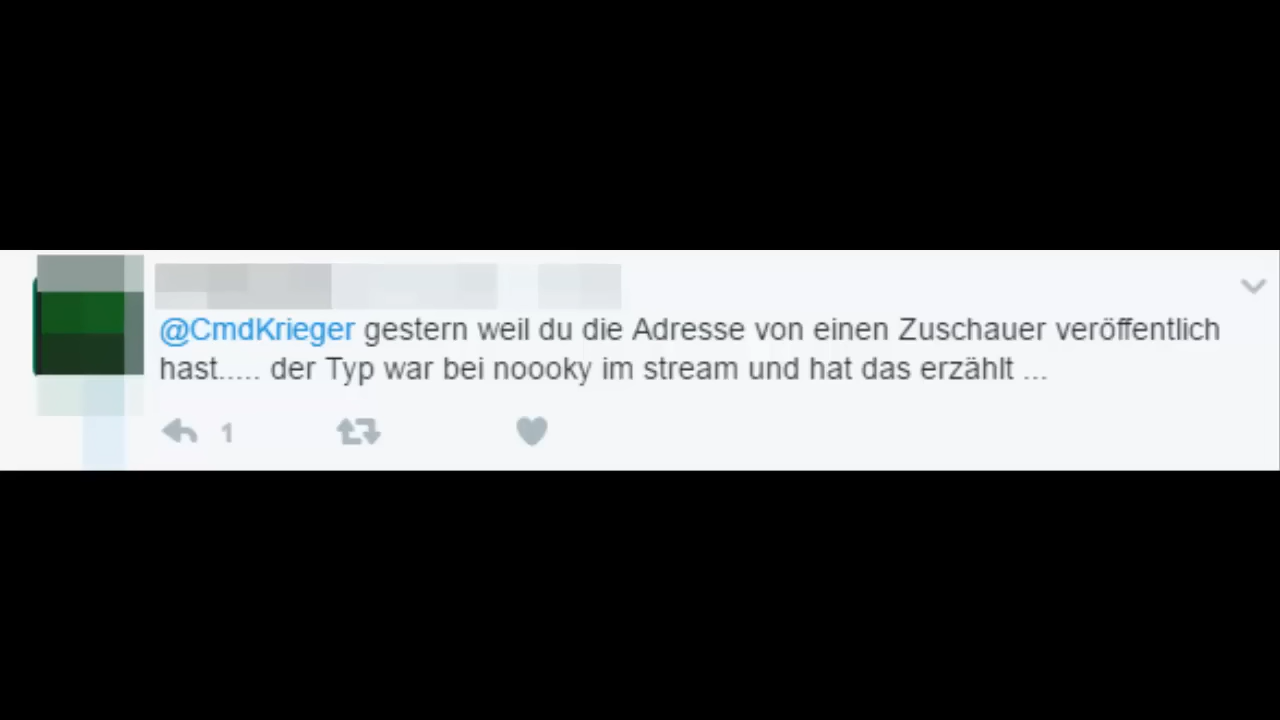 @CmdKrieger gestern weil du die Adresse von einen Zuschauer veröffentlich
hast..... der Typ war bei noooky im stream und hat das erzählt ...
1